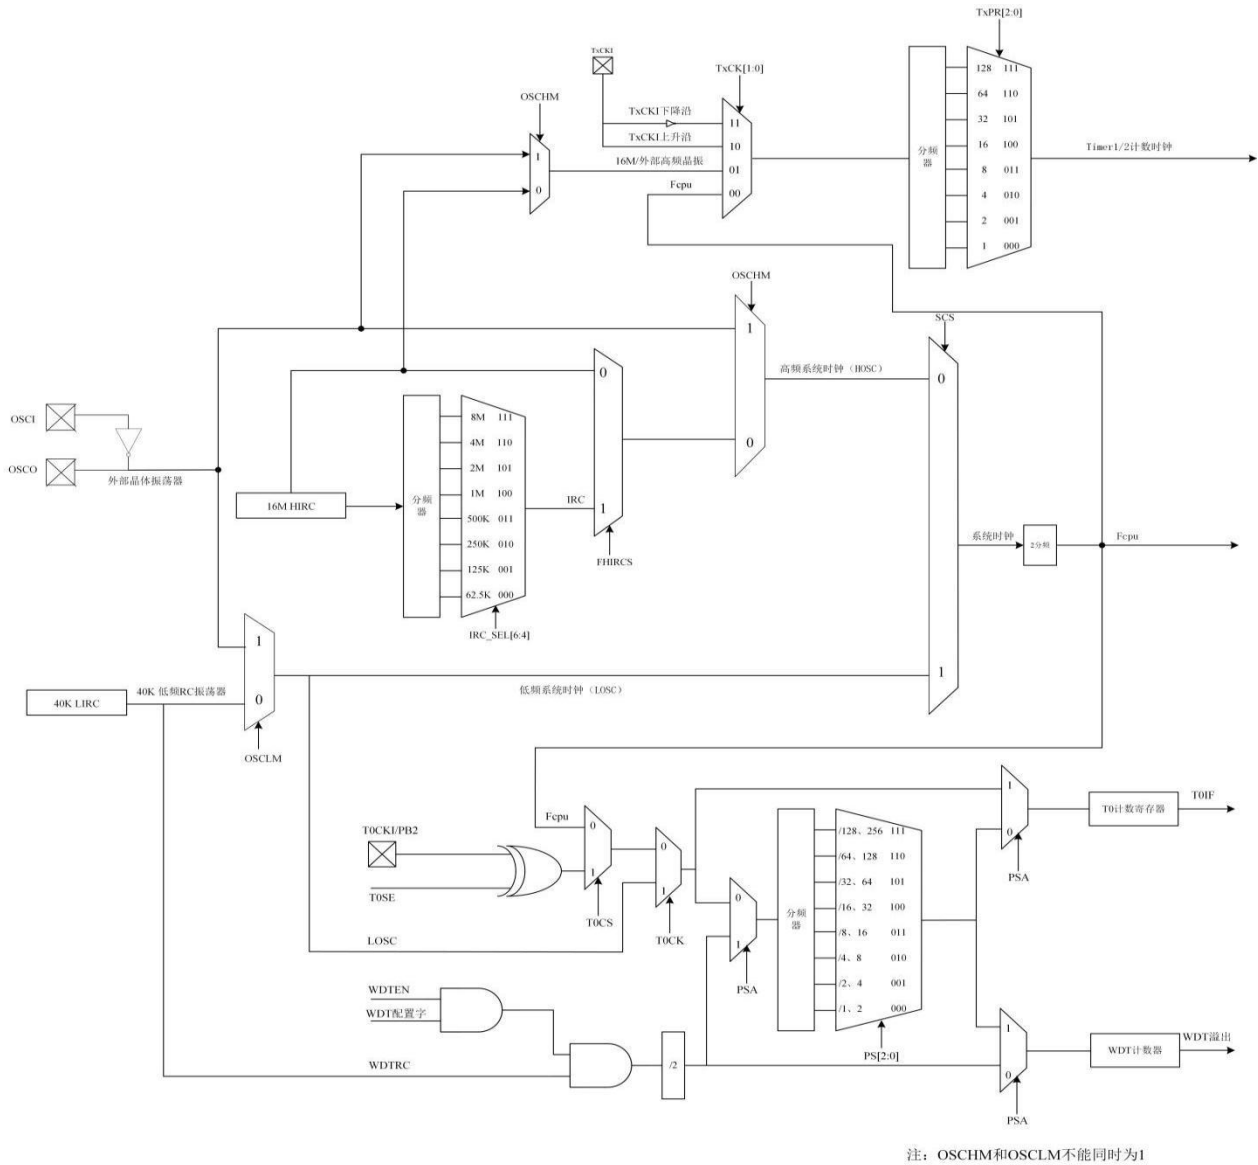 TxPR[2:0]
TxCKI
TxCK[1:0]
OSCHM
TxCKI下降沿
TxCKI上升沿
16M/外部高频晶振
Fcpu
1
0
11
10
01
00
分频器
128 111
64 110
32 101
16 100
8 011
4 010
2 001
1 000
Timer1/2计数时钟
OSCHM
1
0
SCS
0
1
高频系统时钟（HOSC）
OSCI
OSCO
外部晶体振荡器
16M HIRC
分频器
8M 111
4M 110
2M 101
1M 100
500K 011
250K 010
125K 001
62.5K 000
IRC_SEL[6:4]
IRC
0
1
FHIRCS
系统时钟
2分频
Fcpu
40K LIRC
40K 低频RC振荡器
1
0
OSCLM
低频系统时钟（LOSC）
T0CKI/PB2
T0SE
Fcpu
0
1
T0CS
0
1
T0CK
LOSC
0
1
PSA
分频器
/128、256 111
/64、128 110
/32、64 101
/16、32 100
/8、16 011
/4、8 010
/2、4 001
/1、2 000
PS[2:0]
1
0
PSA
T0计数寄存器
T0IF
WDTEN
WDT配置字
WDTRC
/2
1
0
PSA
WDT计数器
WDT溢出
注：OSCHM和OSCLM不能同时为1